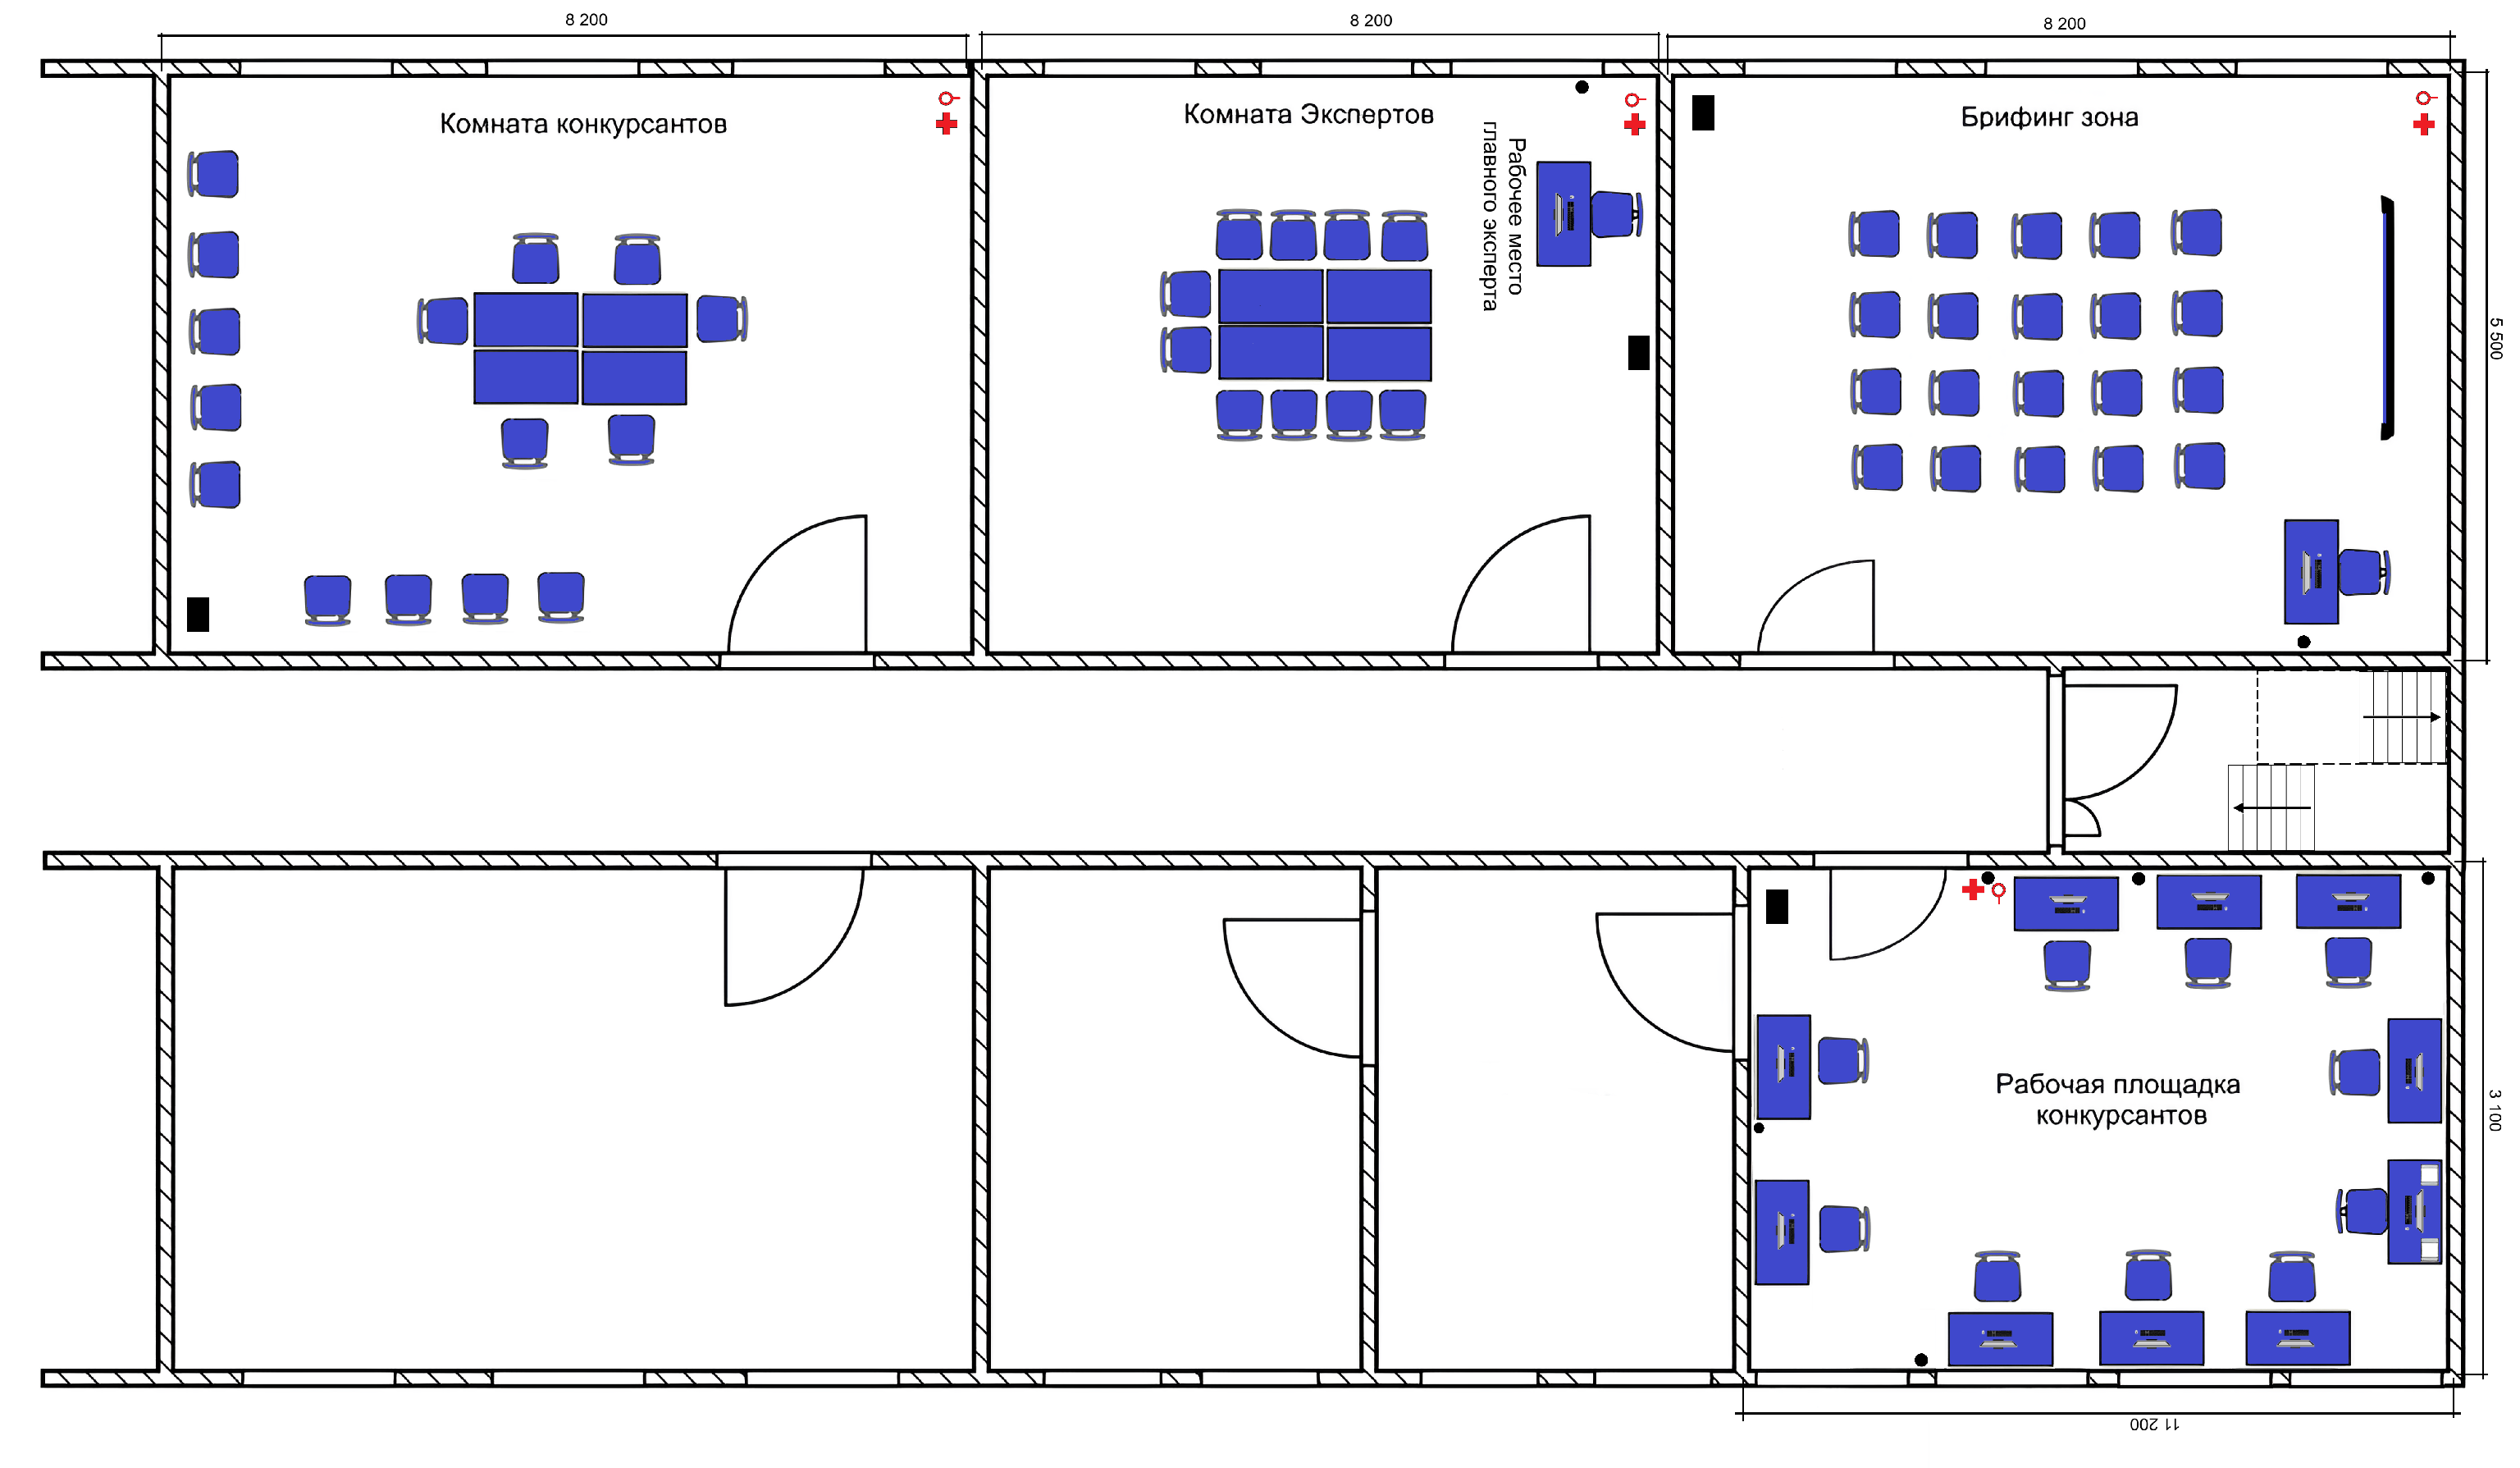 8 200
8 200
8 200
Комната конкурсантов
Комната Экспертов
Брифинг зона
Рабочее место
главного эксперта
5 500
Рабочая площадка
конкурсантов
3 100
11 200